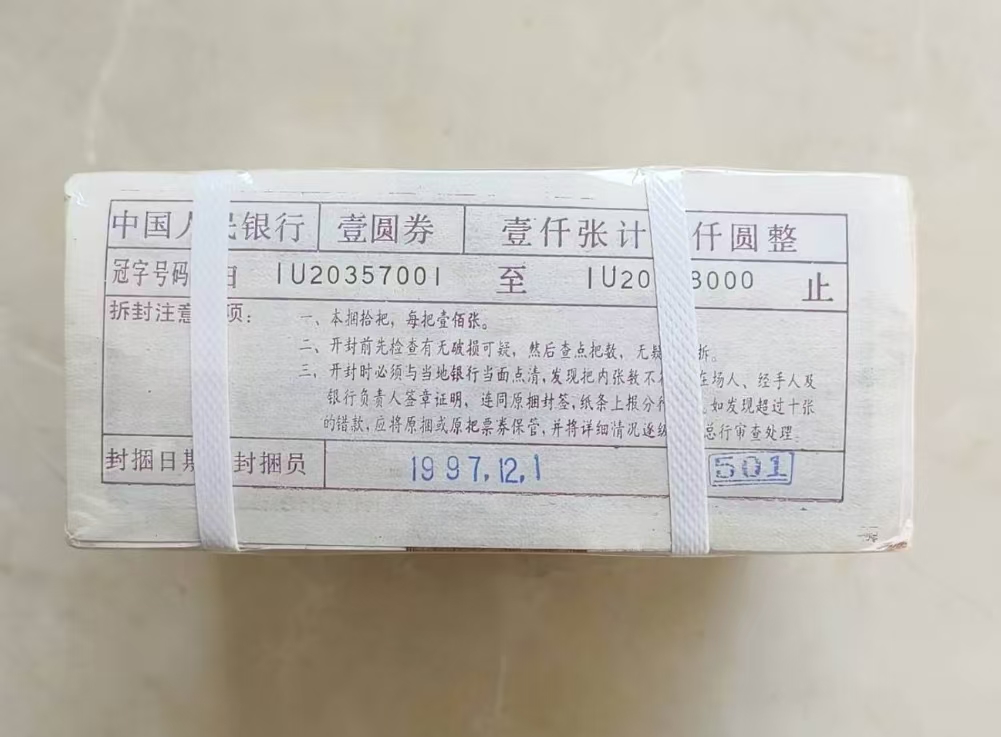 中国人民银行 壹圆券 壹仟张计 仟圆整
冠字号码 自 IU20357001 至 IU20 8000 止
拆封注意 项：
一、本捆拾把，每把壹佰张。
二、开封前先检查有无破损可疑，然后查点把数，无疑 拆。
三、开封时必须与当地银行当面点清，发现把内张数不 在场人、经手人及
银行负责人签章证明，连同原捆封签，纸条上报分 如发现超过十张
的错款，应将原捆或原把票券保管，并将详细情况逐级 总行审查处理。
封捆日期 封捆员 1997.12.1 501